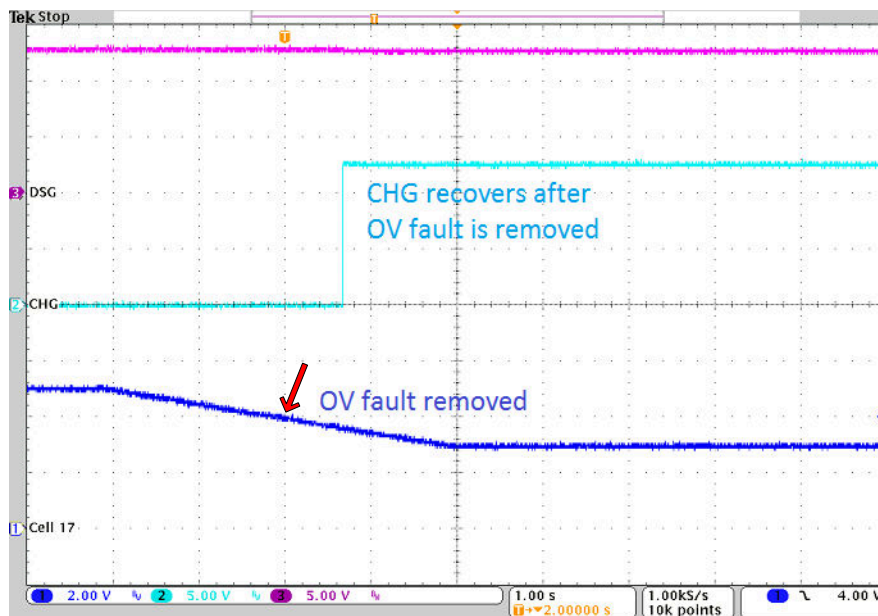 Tek Stop
T
T
3 DSG
CHG recovers after
OV fault is removed
2 CHG
OV fault removed
1 Cell 17
1 2.00 V 2 5.00 V 3 5.00 V
1.00 s
T→▼2.00000 s
1.00kS/s
10k points
1 4.00 V